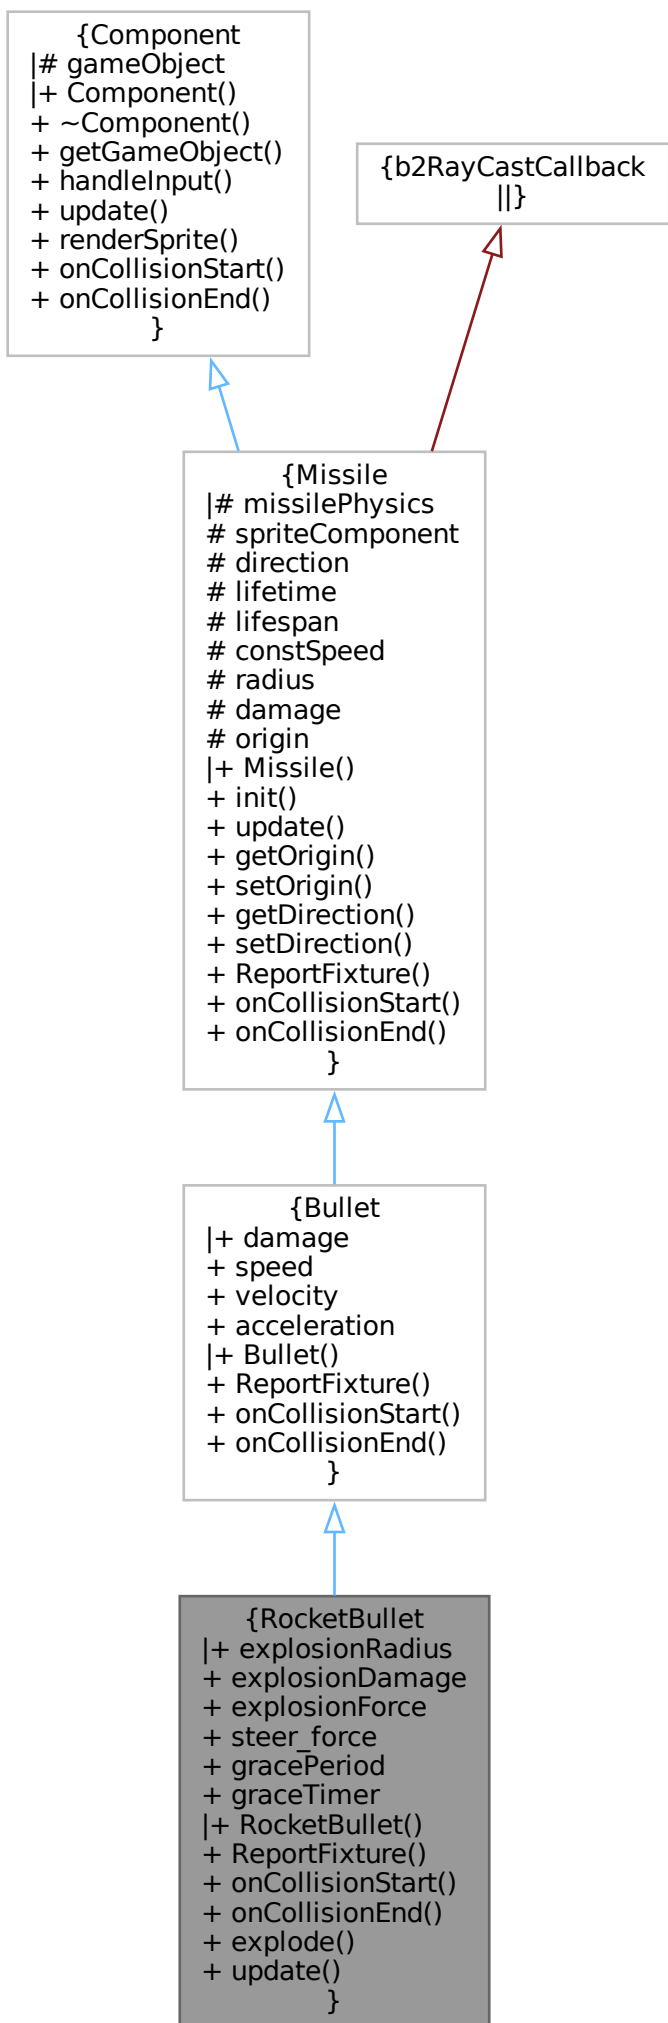 {Component
|# gameObject
|+ Component()
+ ~Component()
+ getGameObject()
+ handleInput()
+ update()
+ renderSprite()
+ onCollisionStart()
+ onCollisionEnd()
}
{b2RayCastCallback
||}
{Missile
|# missilePhysics
# spriteComponent
# direction
# lifetime
# lifespan
# constSpeed
# radius
# damage
# origin
|+ Missile()
+ init()
+ update()
+ getOrigin()
+ setOrigin()
+ getDirection()
+ setDirection()
+ ReportFixture()
+ onCollisionStart()
+ onCollisionEnd()
}
{Bullet
|+ damage
+ speed
+ velocity
+ acceleration
|+ Bullet()
+ ReportFixture()
+ onCollisionStart()
+ onCollisionEnd()
}
{RocketBullet
|+ explosionRadius
+ explosionDamage
+ explosionForce
+ steer_force
+ gracePeriod
+ graceTimer
|+ RocketBullet()
+ ReportFixture()
+ onCollisionStart()
+ onCollisionEnd()
+ explode()
+ update()
}